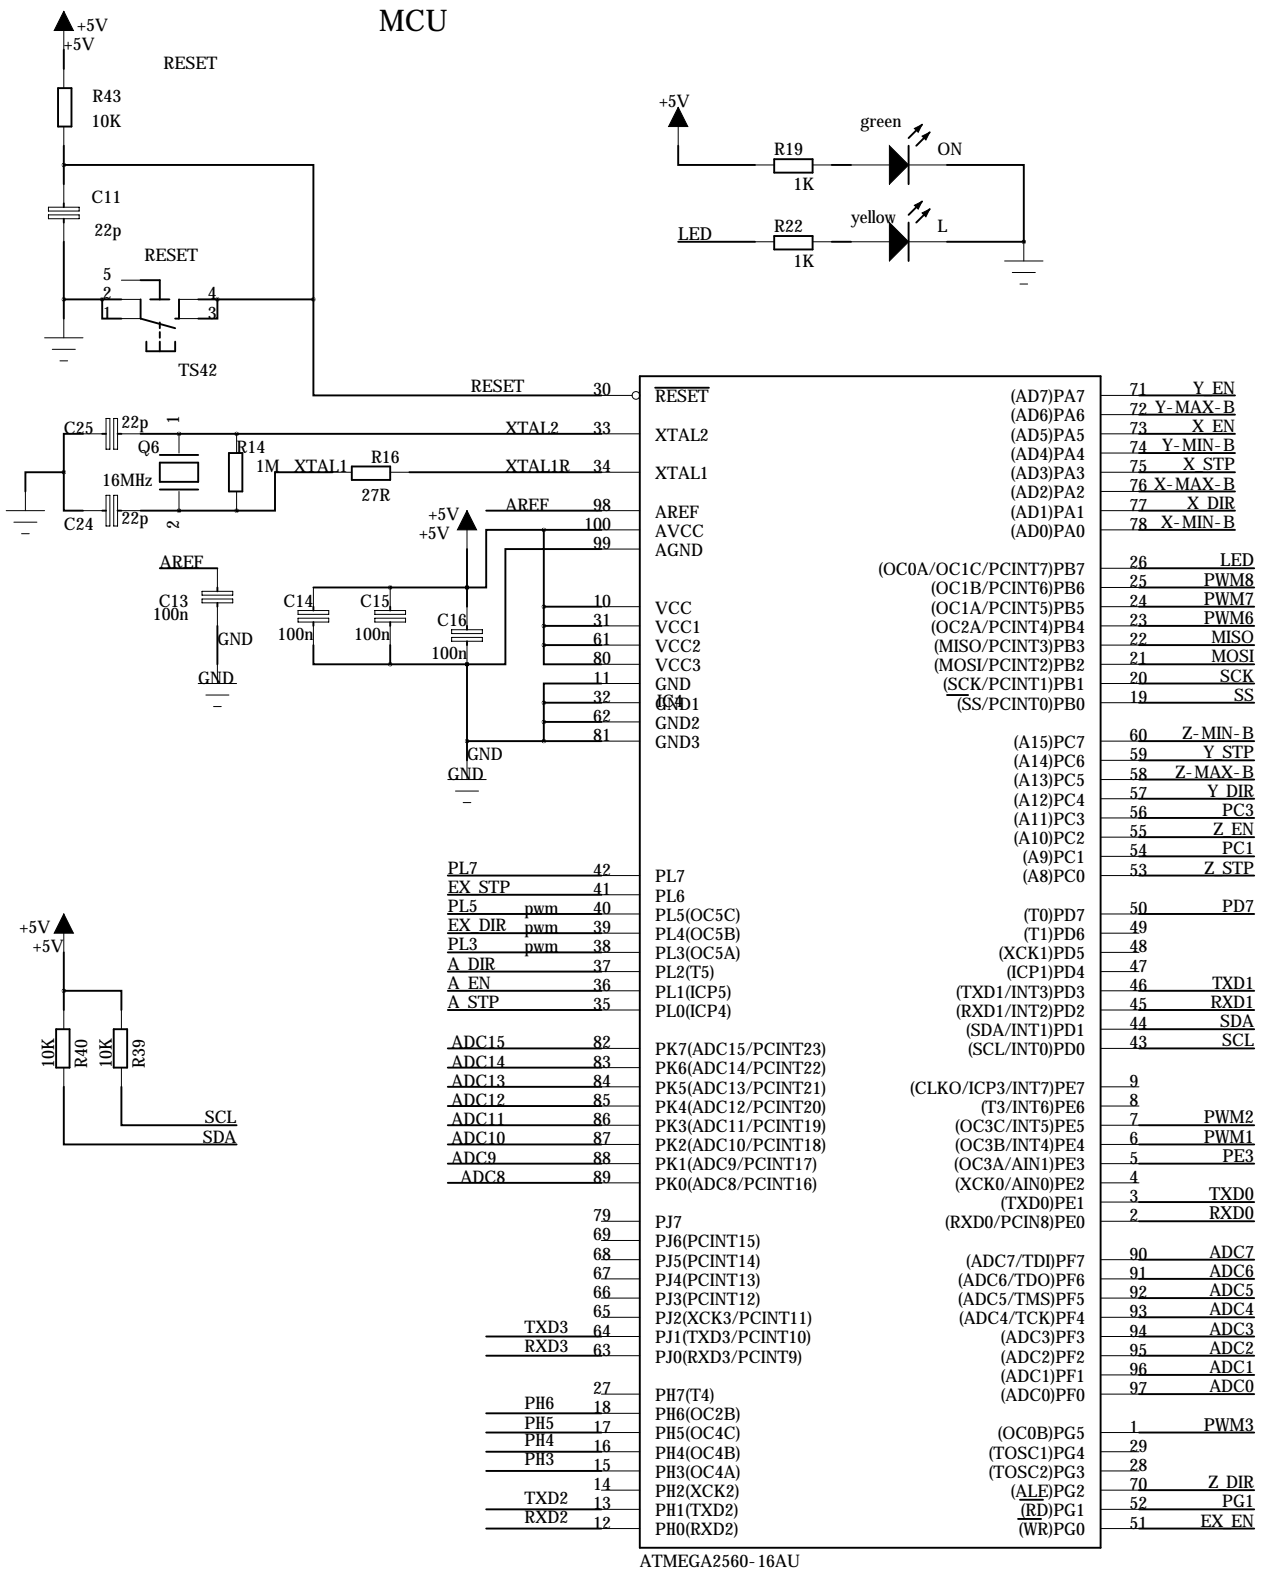 MCU
+5V
+5V
RESET
R43
10K
C11
22p
RESET
5
2
1
4
3
TS42
+5V
green
R19
1K
ON
yellow
LED
R22
1K
L
C25
22p
1
Q6
16MHz
R14
1M
C24
22p
2
XTAL1
R16
27R
AREF
C13
100n
GND
GND
+5V
+5V
C14
100n
C15
100n
C16
100n
GND
GND
RESET 30 RESET
XTAL2 33 XTAL2
XTAL1R 34 XTAL1
AREF 98 AREF
100 AVCC
99 AGND
10 VCC
31 VCC1
61 VCC2
80 VCC3
11 GND
32 GND1
IC4
62 GND2
81 GND3
PL7 42 PL7
EX_STP 41 PL6
PL5 pwm 40 PL5(OC5C)
EX_DIR pwm 39 PL4(OC5B)
PL3 pwm 38 PL3(OC5A)
A_DIR 37 PL2(T5)
A_EN 36 PL1(ICP5)
A_STP 35 PL0(ICP4)
ADC15 82 PK7(ADC15/PCINT23)
ADC14 83 PK6(ADC14/PCINT22)
ADC13 84 PK5(ADC13/PCINT21)
ADC12 85 PK4(ADC12/PCINT20)
ADC11 86 PK3(ADC11/PCINT19)
ADC10 87 PK2(ADC10/PCINT18)
ADC9 88 PK1(ADC9/PCINT17)
ADC8 89 PK0(ADC8/PCINT16)
79 PJ7
69 PJ6(PCINT15)
68 PJ5(PCINT14)
67 PJ4(PCINT13)
66 PJ3(PCINT12)
65 PJ2(XCK3/PCINT11)
TXD3 64 PJ1(TXD3/PCINT10)
RXD3 63 PJ0(RXD3/PCINT9)
27 PH7(T4)
PH6 18 PH6(OC2B)
PH5 17 PH5(OC4C)
PH4 16 PH4(OC4B)
PH3 15 PH3(OC4A)
14 PH2(XCK2)
TXD2 13 PH1(TXD2)
RXD2 12 PH0(RXD2)
(AD7)PA7 71 Y_EN
(AD6)PA6 72 Y-MAX-B
(AD5)PA5 73 X_EN
(AD4)PA4 74 Y-MIN-B
(AD3)PA3 75 X_STP
(AD2)PA2 76 X-MAX-B
(AD1)PA1 77 X_DIR
(AD0)PA0 78 X-MIN-B
(OC0A/OC1C/PCINT7)PB7 26 LED
(OC1B/PCINT6)PB6 25 PWM8
(OC1A/PCINT5)PB5 24 PWM7
(OC2A/PCINT4)PB4 23 PWM6
(MISO/PCINT3)PB3 22 MISO
(MOSI/PCINT2)PB2 21 MOSI
(SCK/PCINT1)PB1 20 SCK
(SS/PCINT0)PB0 19 SS
(A15)PC7 60 Z-MIN-B
(A14)PC6 59 Y_STP
(A13)PC5 58 Z-MAX-B
(A12)PC4 57 Y_DIR
(A11)PC3 56 PC3
(A10)PC2 55 Z_EN
(A9)PC1 54 PC1
(A8)PC0 53 Z_STP
(T0)PD7 50 PD7
(T1)PD6 49
(XCK1)PD5 48
(ICP1)PD4 47
(TXD1/INT3)PD3 46 TXD1
(RXD1/INT2)PD2 45 RXD1
(SDA/INT1)PD1 44 SDA
(SCL/INT0)PD0 43 SCL
(CLKO/ICP3/INT7)PE7 9
(T3/INT6)PE6 8
(OC3C/INT5)PE5 7 PWM2
(OC3B/INT4)PE4 6 PWM1
(OC3A/AIN1)PE3 5 PE3
(XCK0/AIN0)PE2 4
(TXD0)PE1 3 TXD0
(RXD0/PCIN8)PE0 2 RXD0
(ADC7/TDI)PF7 90 ADC7
(ADC6/TDO)PF6 91 ADC6
(ADC5/TMS)PF5 92 ADC5
(ADC4/TCK)PF4 93 ADC4
(ADC3)PF3 94 ADC3
(ADC2)PF2 95 ADC2
(ADC1)PF1 96 ADC1
(ADC0)PF0 97 ADC0
(OC0B)PG5 1 PWM3
(TOSC1)PG4 29
(TOSC2)PG3 28
(ALE)PG2 70 Z_DIR
(RD)PG1 52 PG1
(WR)PG0 51 EX_EN
ATMEGA2560-16AU
+5V
+5V
10K
R40
10K
R39
SCL
SDA